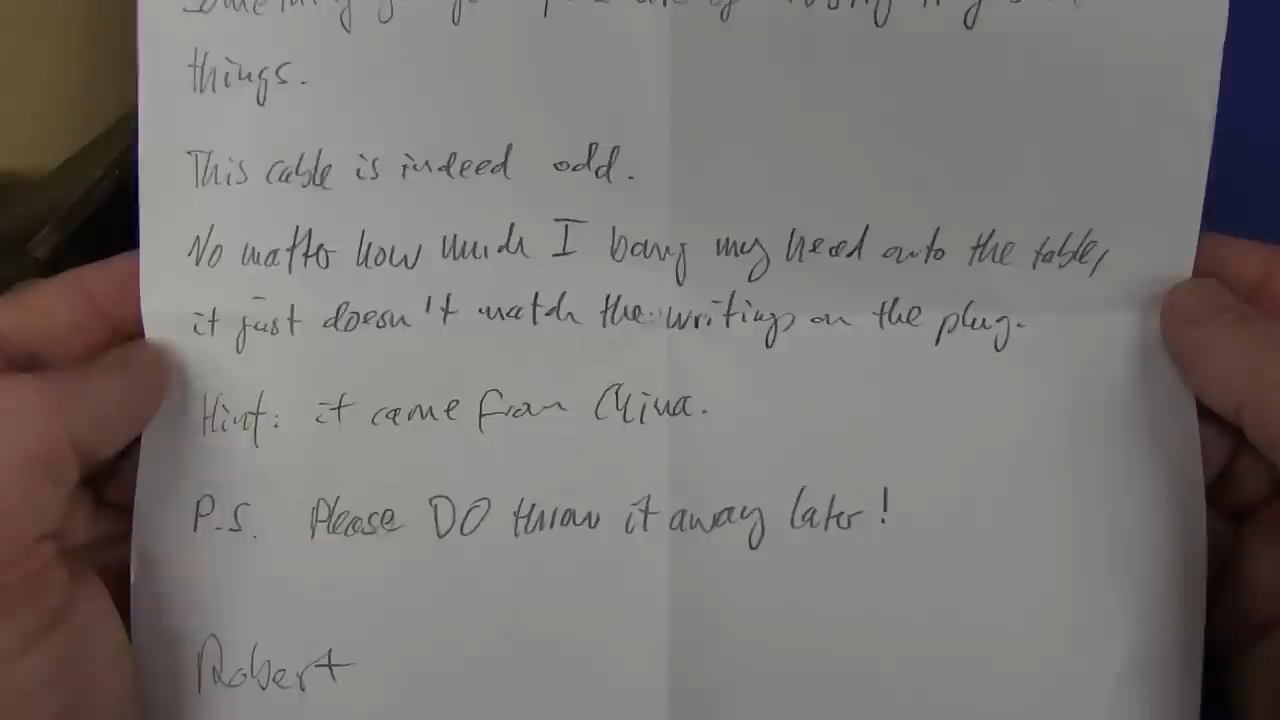 Something
things.
This cable is indeed odd.
No matter how much I bang my head onto the table,
it just doesn't match the writings on the plug.
Hint: it came from China.
P.S. Please DO throw it away later!
Robert